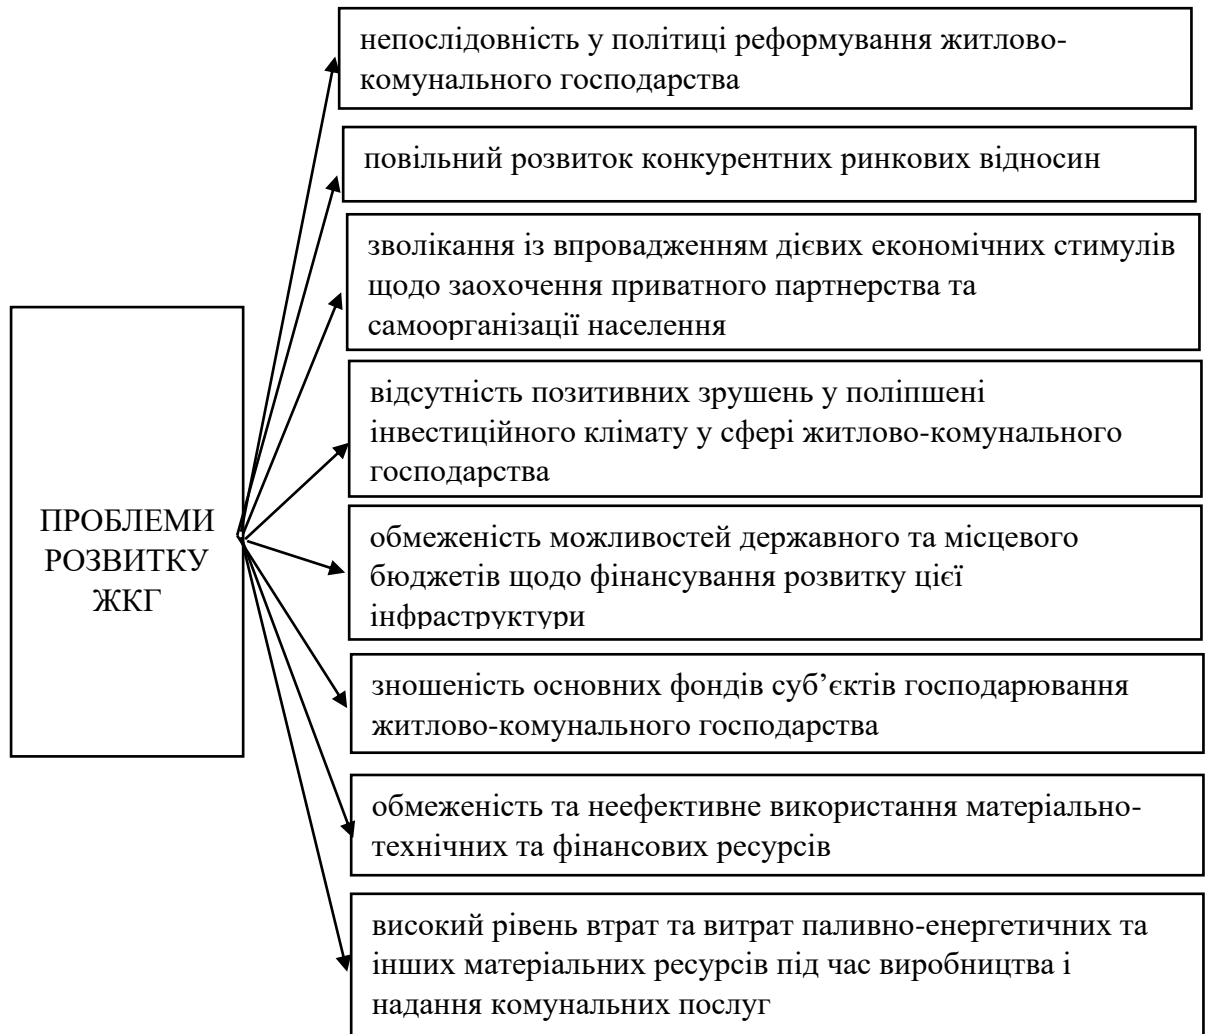 непослідовність у політиці реформування житлово-
комунального господарства
повільний розвиток конкурентних ринкових відносин
зволікання із впровадженням дієвих економічних стимулів
щодо заохочення приватного партнерства та
самоорганізації населення
відсутність позитивних зрушень у поліпшені
інвестиційного клімату у сфері житлово-комунального
господарства
ПРОБЛЕМИ
РОЗВИТКУ
ЖКГ
обмеженість можливостей державного та місцевого
бюджетів щодо фінансування розвитку цієї
інфраструктури
зношеність основних фондів суб’єктів господарювання
житлово-комунального господарства
обмеженість та неефективне використання матеріально-
технічних та фінансових ресурсів
високий рівень втрат та витрат паливно-енергетичних та
інших матеріальних ресурсів під час виробництва і
надання комунальних послуг